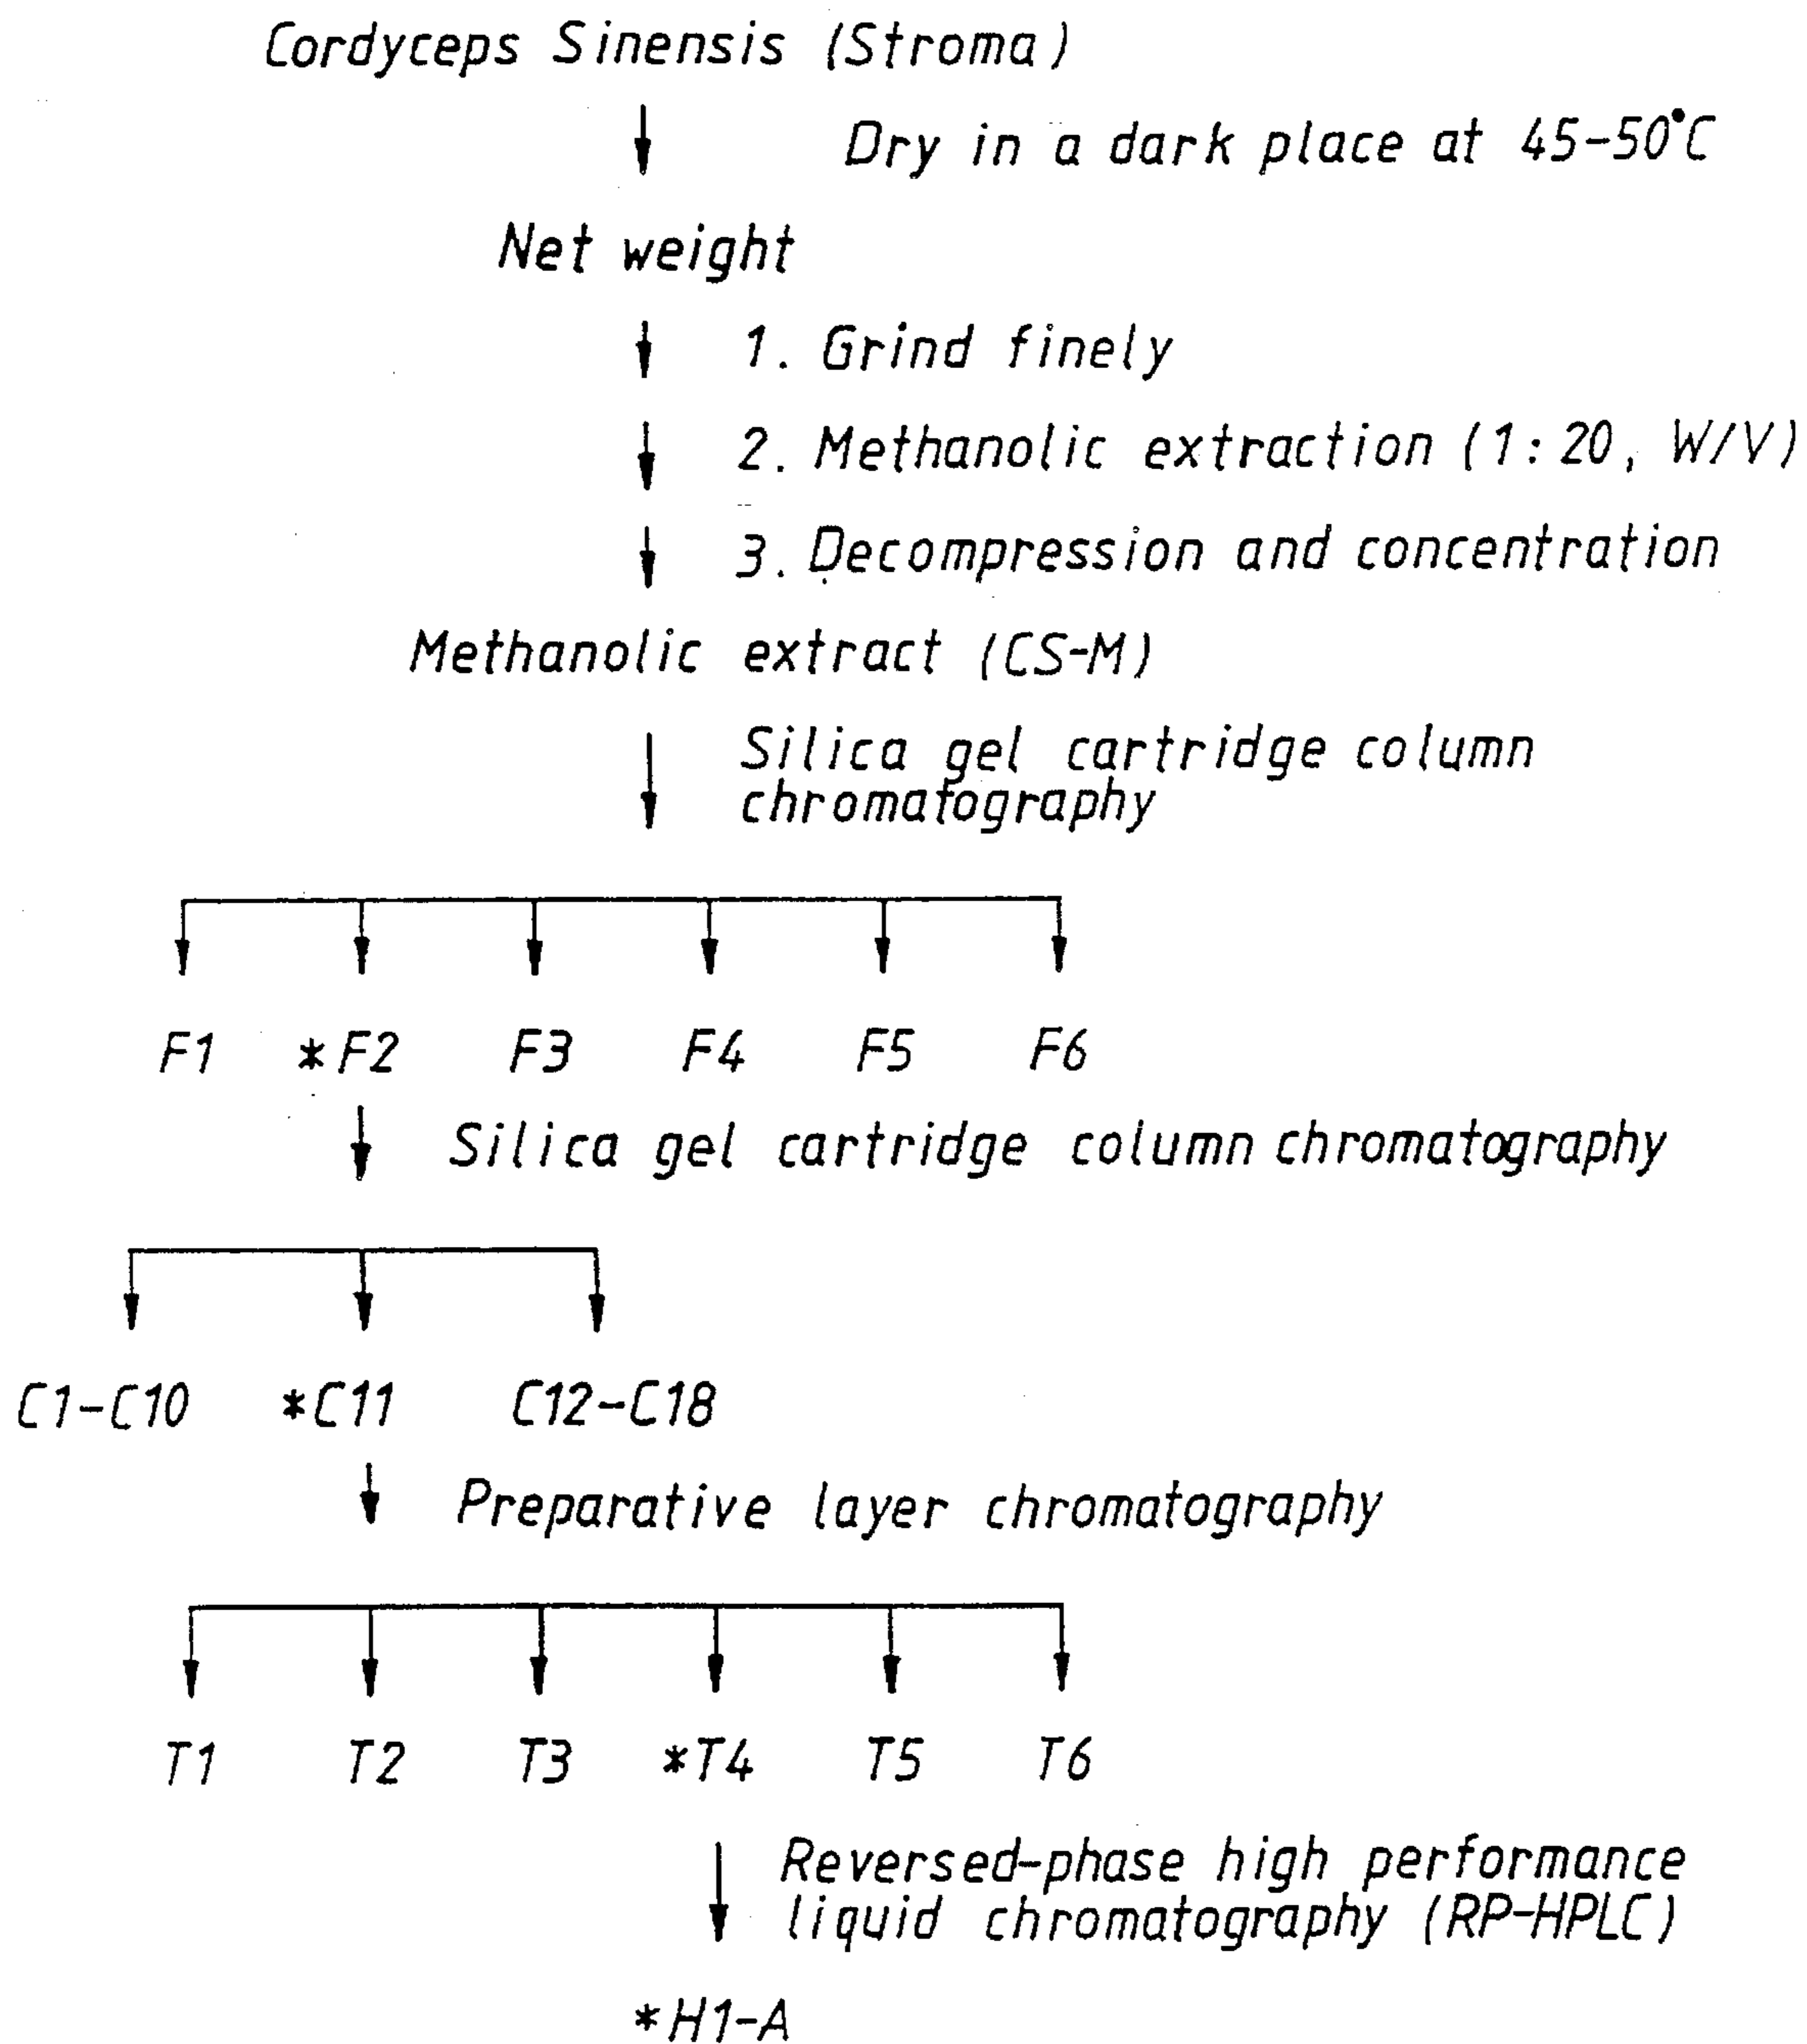 Cordyceps Sinensis (Stroma)
Dry in a dark place at 45-50°C
Net weight
1. Grind finely
2. Methanolic extraction (1:20, W/V)
3. Decompression and concentration
Methanolic extract (CS-M)
Silica gel cartridge column
chromatography
F1 *F2 F3 F4 F5 F6
Silica gel cartridge column chromatography
C1-C10 *C11 C12-C18
Preparative layer chromatography
T1 T2 T3 *T4 T5 T6
Reversed-phase high performance
liquid chromatography (RP-HPLC)
*H1-A